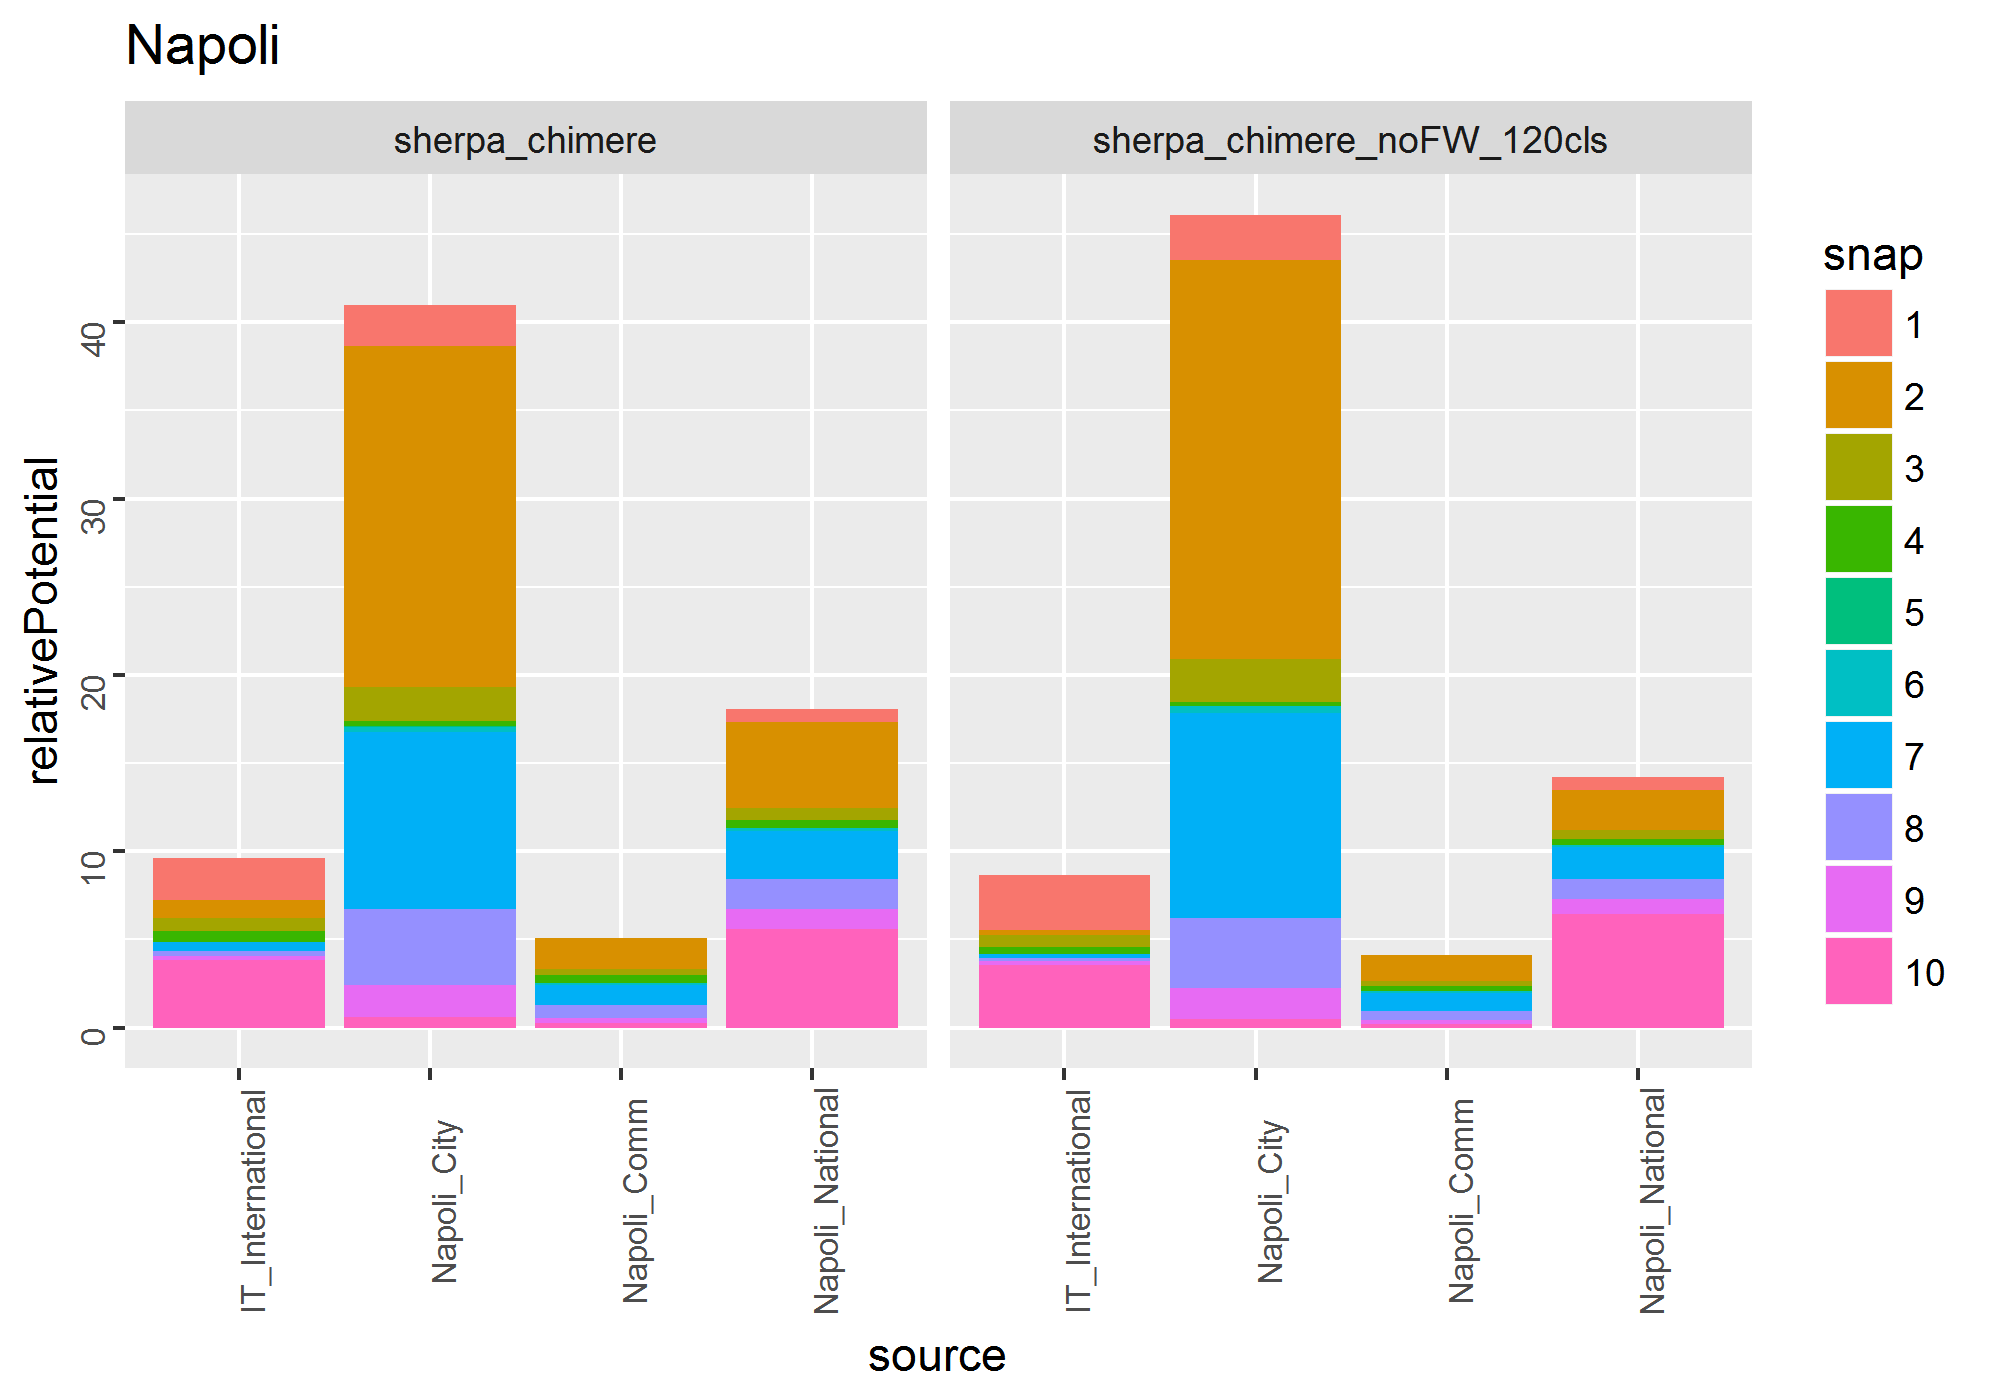 Napoli
sherpa_chimere
sherpa_chimere_noFW_120cls
relativePotential
40
30
20
10
0
IT_International
Napoli_City
Napoli_Comm
Napoli_National
IT_International
Napoli_City
Napoli_Comm
Napoli_National
source
snap
1
2
3
4
5
6
7
8
9
10